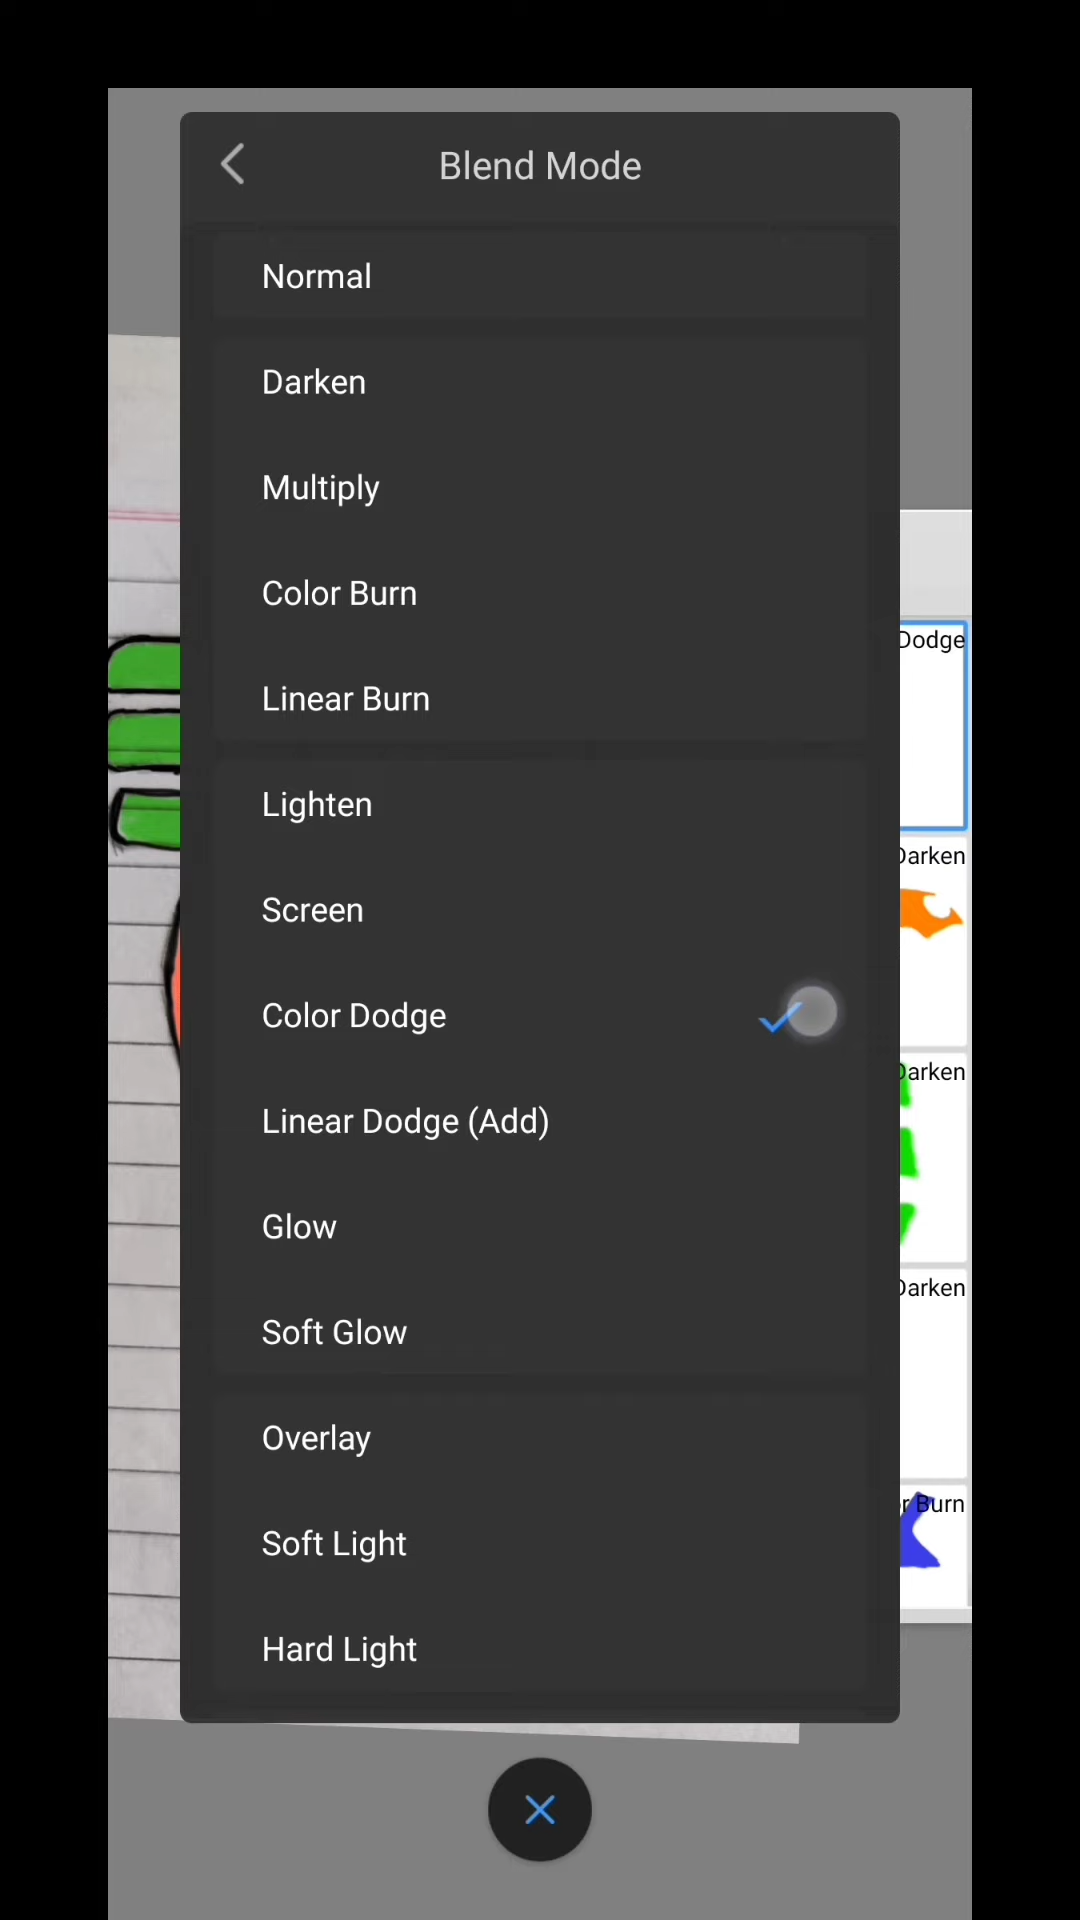 Blend Mode
Normal
Darken
Multiply
Color Burn
Linear Burn
Lighten
Screen
Color Dodge
Linear Dodge (Add)
Glow
Soft Glow
Overlay
Soft Light
Hard Light
Dodge
Darken
Darken
Darken
r Burn